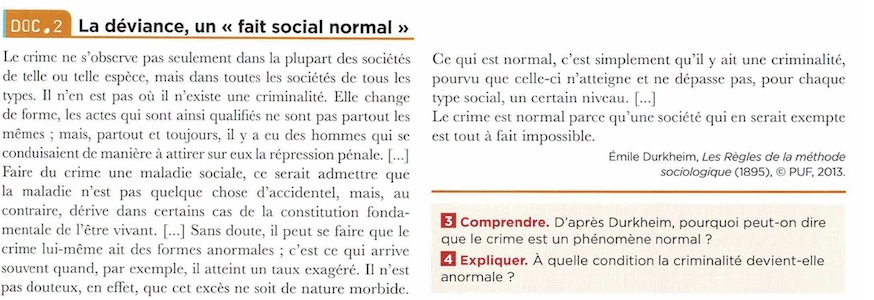 DOC.2 La déviance, un « fait social normal »
Le crime ne s'observe pas seulement dans la plupart des sociétés
de telle ou telle espèce, mais dans toutes les sociétés de tous les
types. Il n'en est pas où il n'existe une criminalité. Elle change
de forme, les actes qui sont ainsi qualifiés ne sont pas partout les
mêmes ; mais, partout et toujours, il y a eu des hommes qui se
conduisaient de manière à attirer sur eux la répression pénale. [...]
Faire du crime une maladie sociale, ce serait admettre que
la maladie n'est pas quelque chose d'accidentel, mais, au
contraire, dérive dans certains cas de la constitution fonda-
mentale de l'être vivant. [...] Sans doute, il peut se faire que le
crime lui-même ait des formes anormales ; c'est ce qui arrive
souvent quand, par exemple, il atteint un taux exagéré. Il n'est
pas douteux, en effet, que cet excès ne soit de nature morbide.
Ce qui est normal, c'est simplement qu'il y ait une criminalité,
pourvu que celle-ci n'atteigne et ne dépasse pas, pour chaque
type social, un certain niveau. [...]
Le crime est normal parce qu'une société qui en serait exempte
est tout à fait impossible.
Émile Durkheim, Les Règles de la méthode
sociologique (1895), © PUF, 2013.
3 Comprendre. D'après Durkheim, pourquoi peut-on dire
que le crime est un phénomène normal ?
4 Expliquer. À quelle condition la criminalité devient-elle
anormale ?